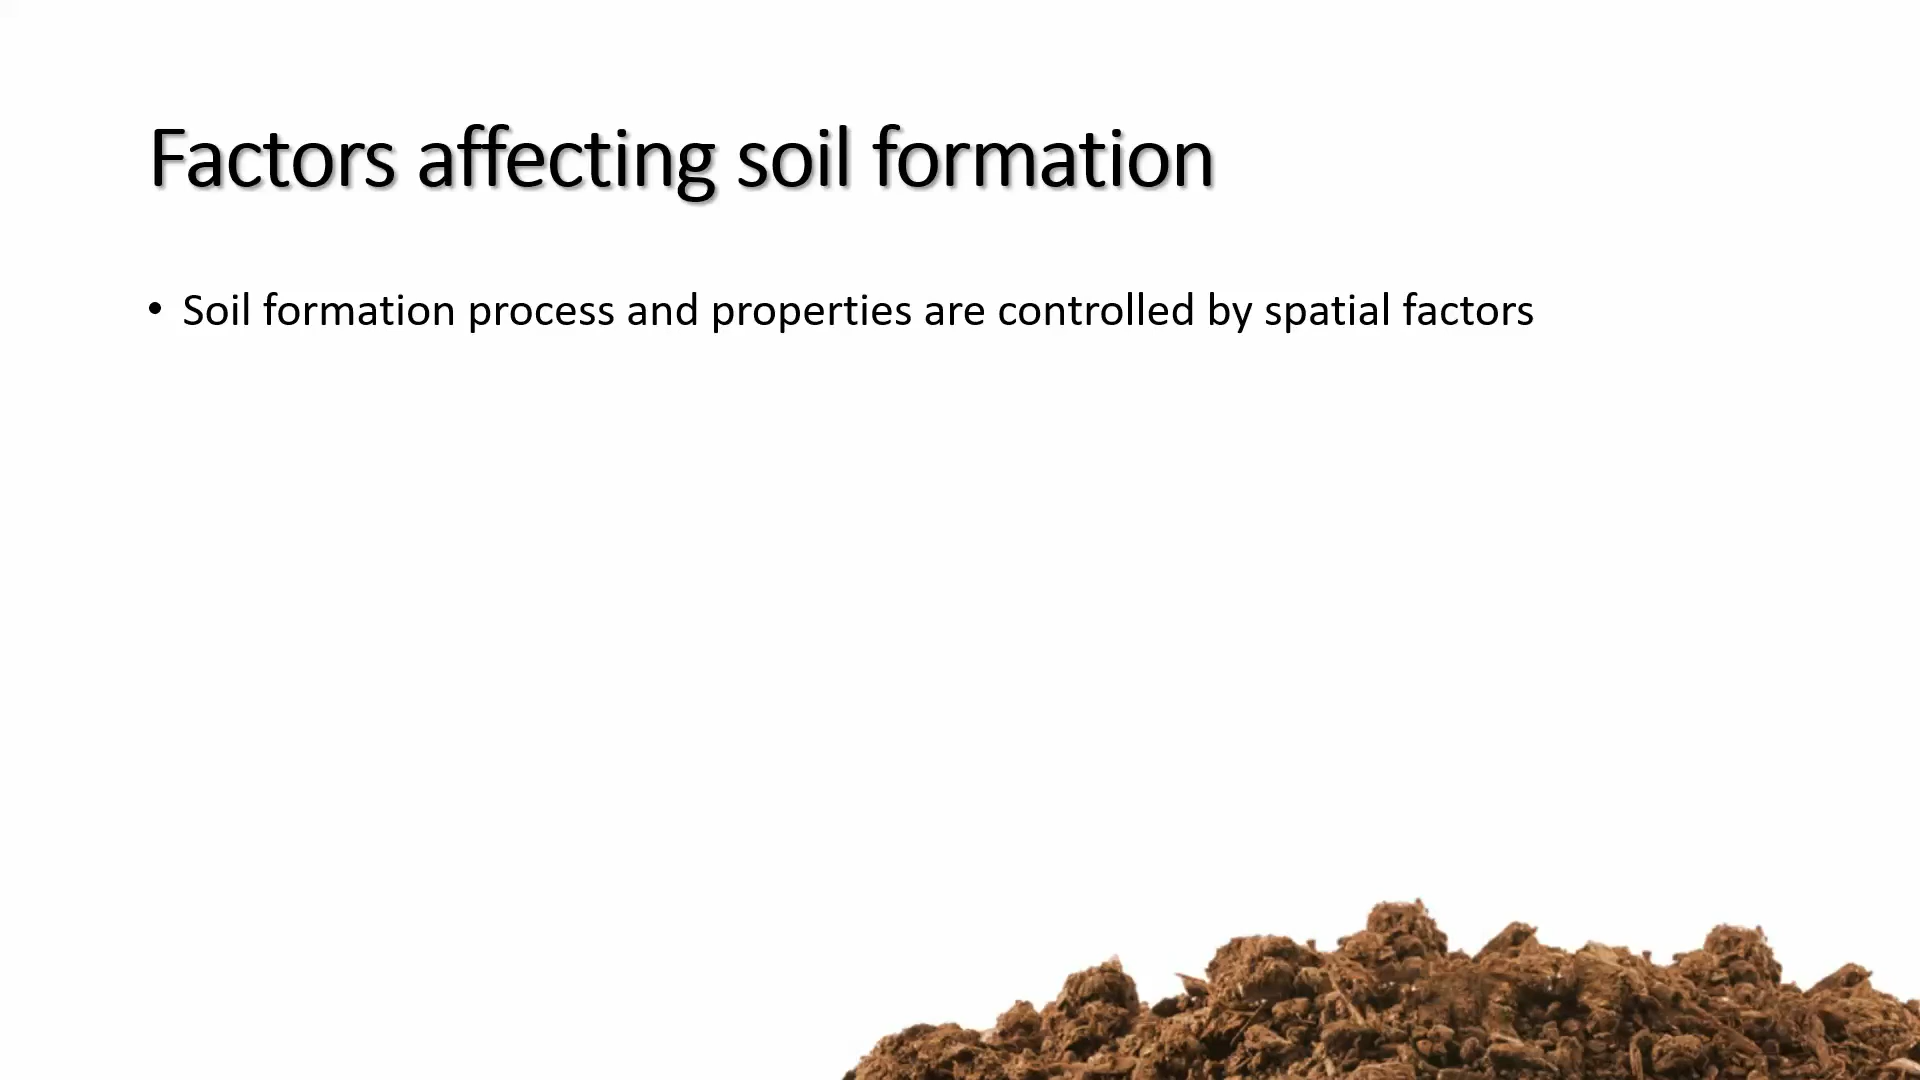 Factors affecting soil formation
• Soil formation process and properties are controlled by spatial factors